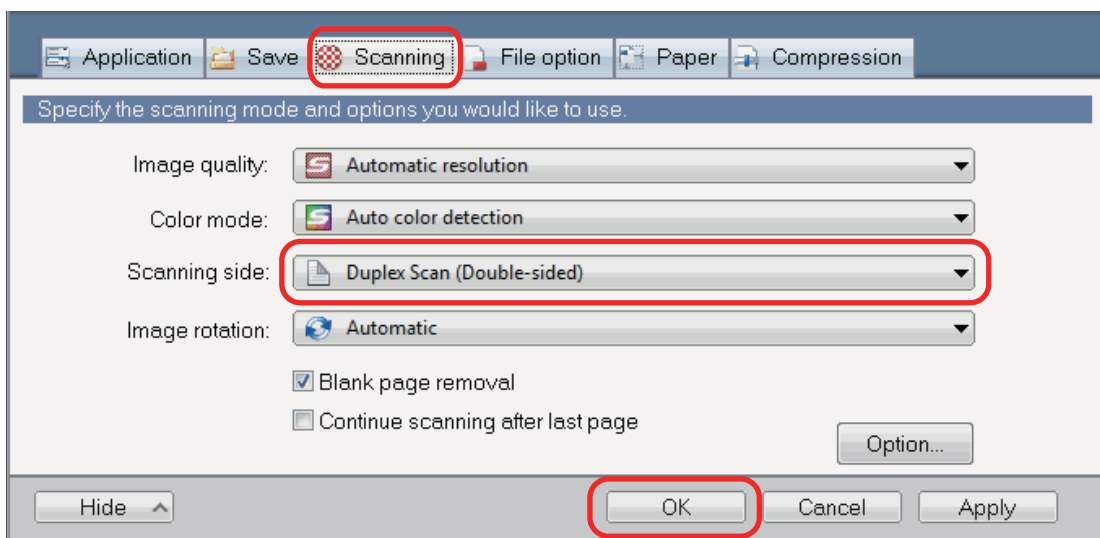 Application Save Scanning File option Paper Compression
Specify the scanning mode and options you would like to use.
Image quality: Automatic resolution
Color mode: Auto color detection
Scanning side: Duplex Scan (Double-sided)
Image rotation: Automatic
Blank page removal
Continue scanning after last page
Option...
Hide OK Cancel Apply